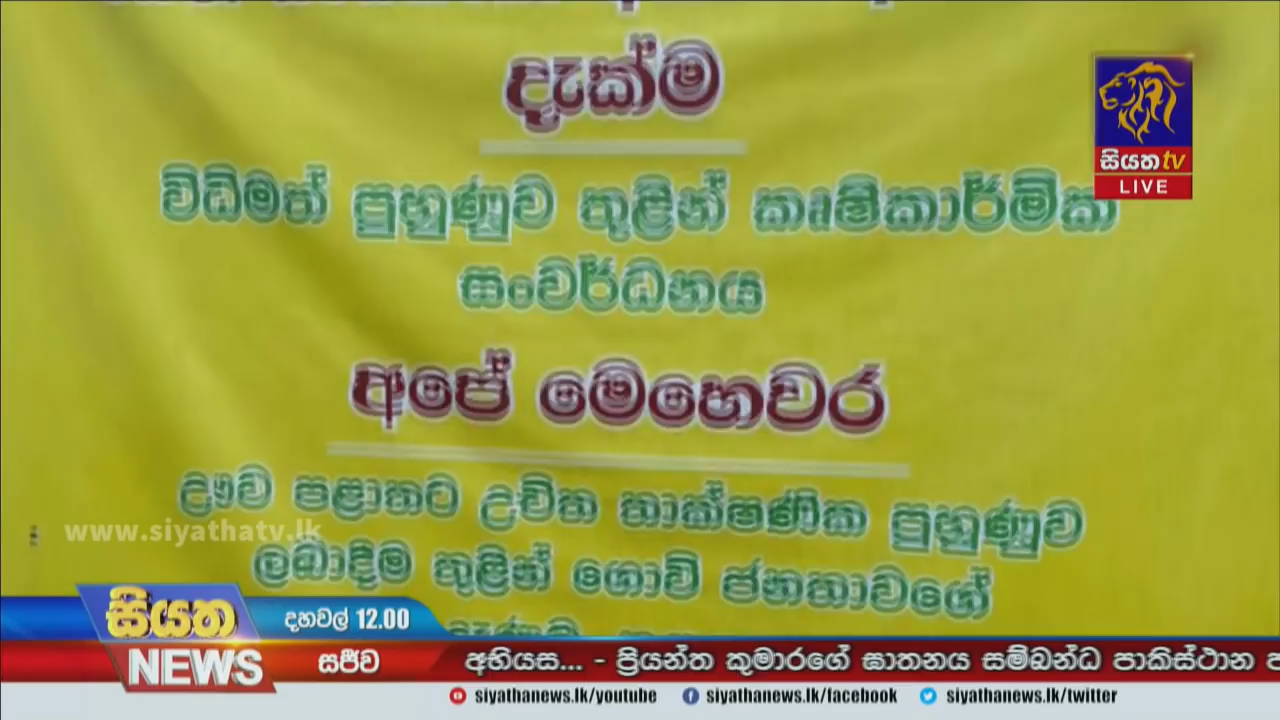 දැක්ම
විධිමත් පුහුණුව තුළින් කෘෂිකාර්මික
සංවර්ධනය
අපේ මෙහෙවර
ඌව පළාතට උචිත තාක්ෂණික පුහුණුව
ලබාදීම තුළින් ගොවි ජනතාවගේ
සියත tv
LIVE
www.siyathatv.lk
සියත
NEWS
දහවල් 12.00
සජීව
අභියස... - ප්‍රියන්ත කුමාරගේ ඝාතනය සම්බන්ධ පාකිස්ථාන
siyathanews.lk/youtube siyathanews.lk/facebook siyathanews.lk/twitter